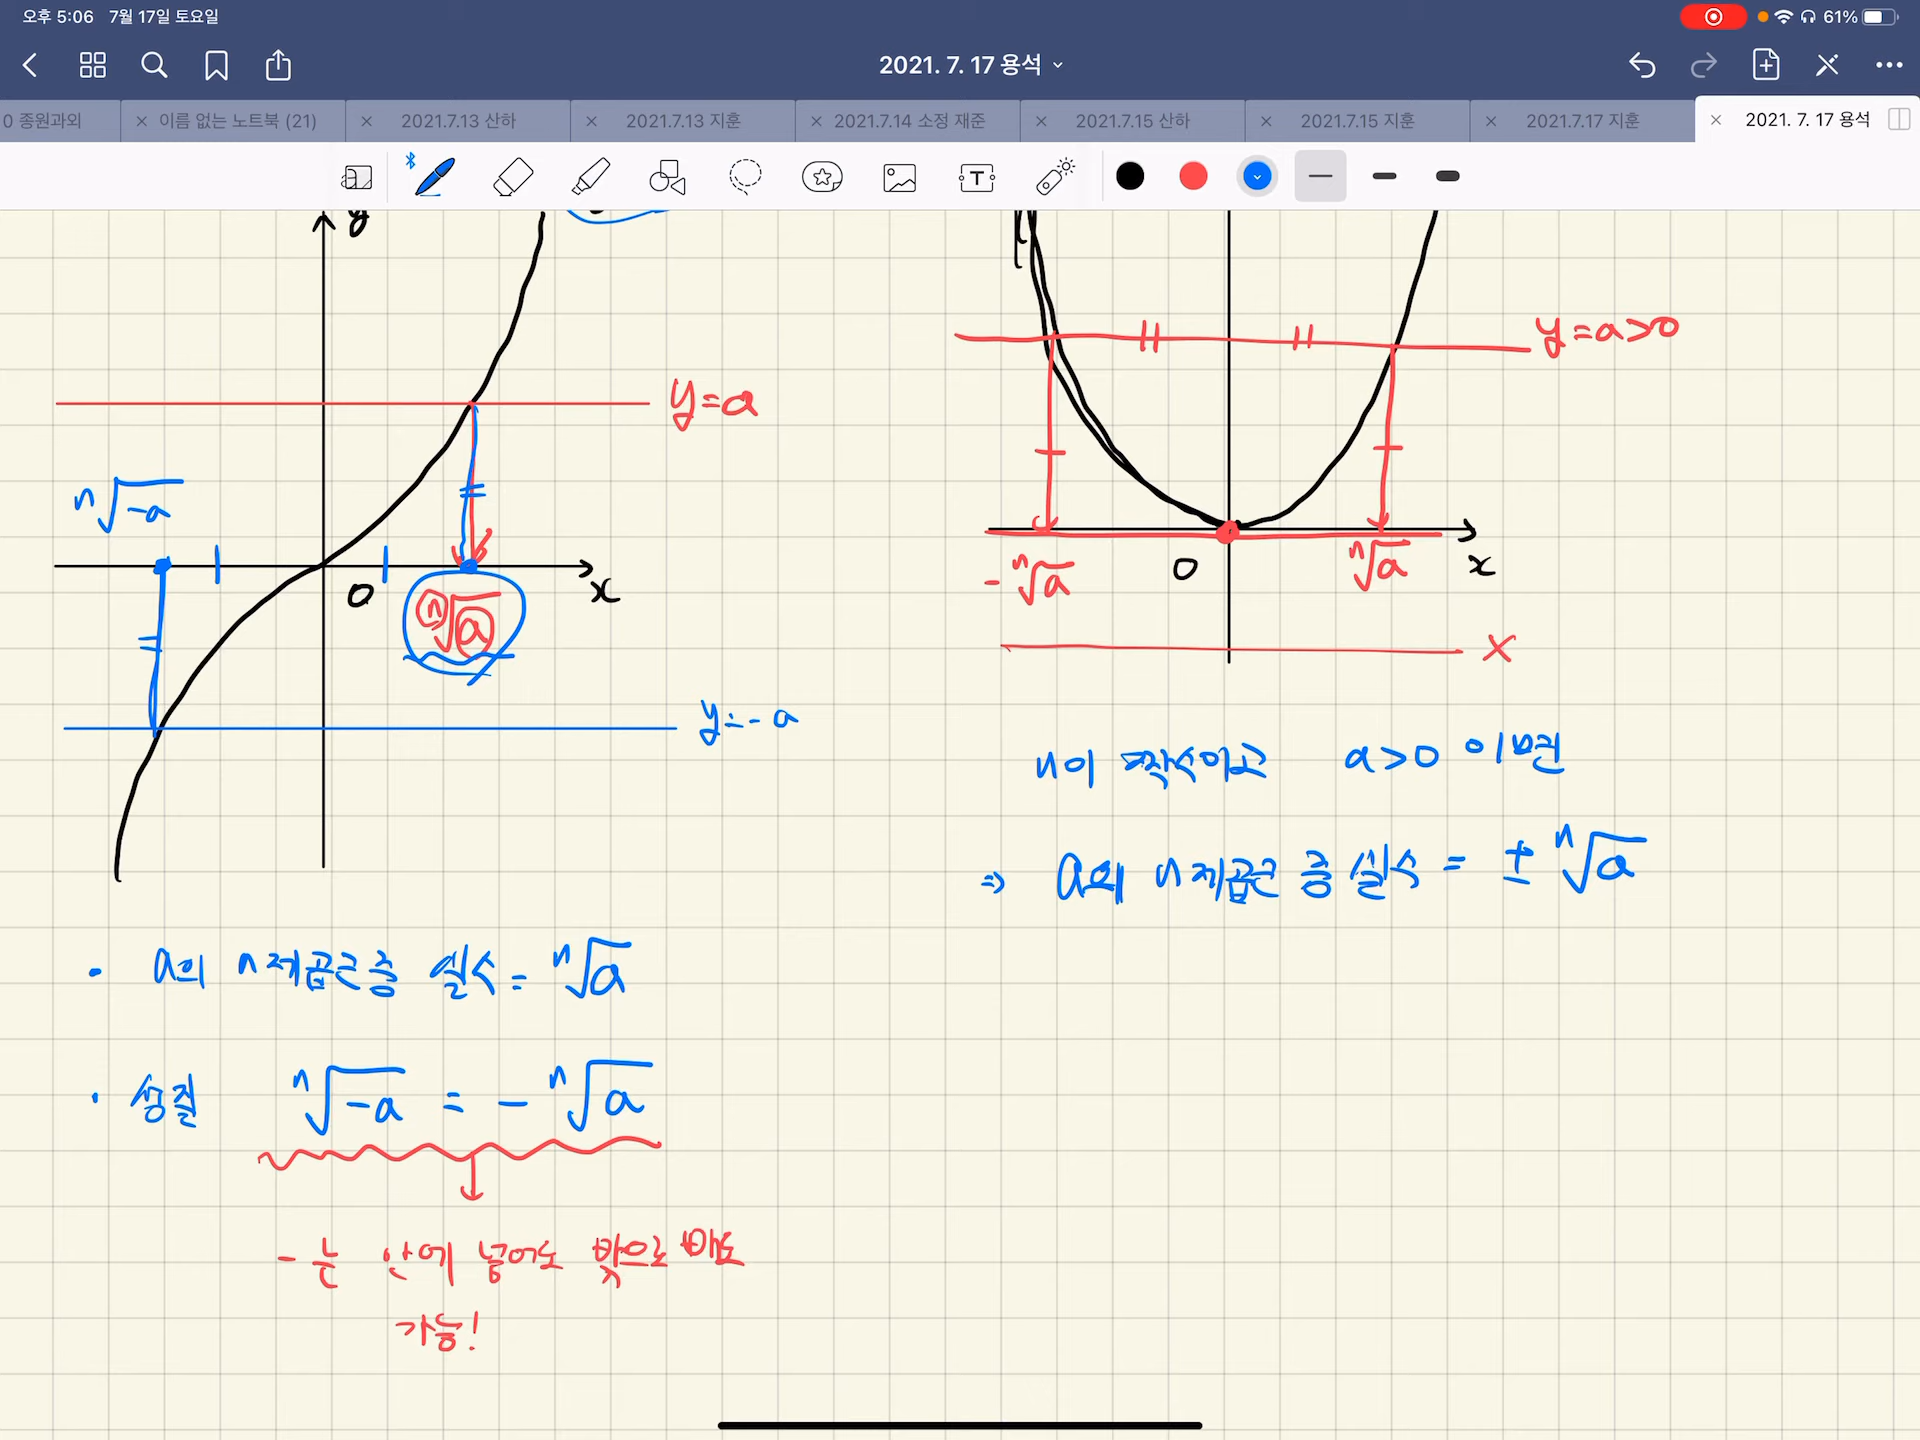 오후 5:06 7월 17일 토요일
61%
2021. 7. 17 용석
0 종원과외
이름 없는 노트북 (21)
2021.7.13 산하
2021.7.13 지훈
2021.7.14 소정 재준
2021.7.15 산하
2021.7.15 지훈
2021.7.17 지훈
2021. 7. 17 용석
y
y=a
ⁿ√-a
0
x
ⁿ√a
y=-a
• a의 n제곱근 중 실수 = ⁿ√a
• 성질 ⁿ√-a = -ⁿ√a
- 는 안에 넣어도 밖으로 빼도
가능!
y=a>0
-ⁿ√a
0
ⁿ√a
x
x
n이 짝수이고 a>0 이면
⇒ a의 n제곱근 중 실수 = ±ⁿ√a